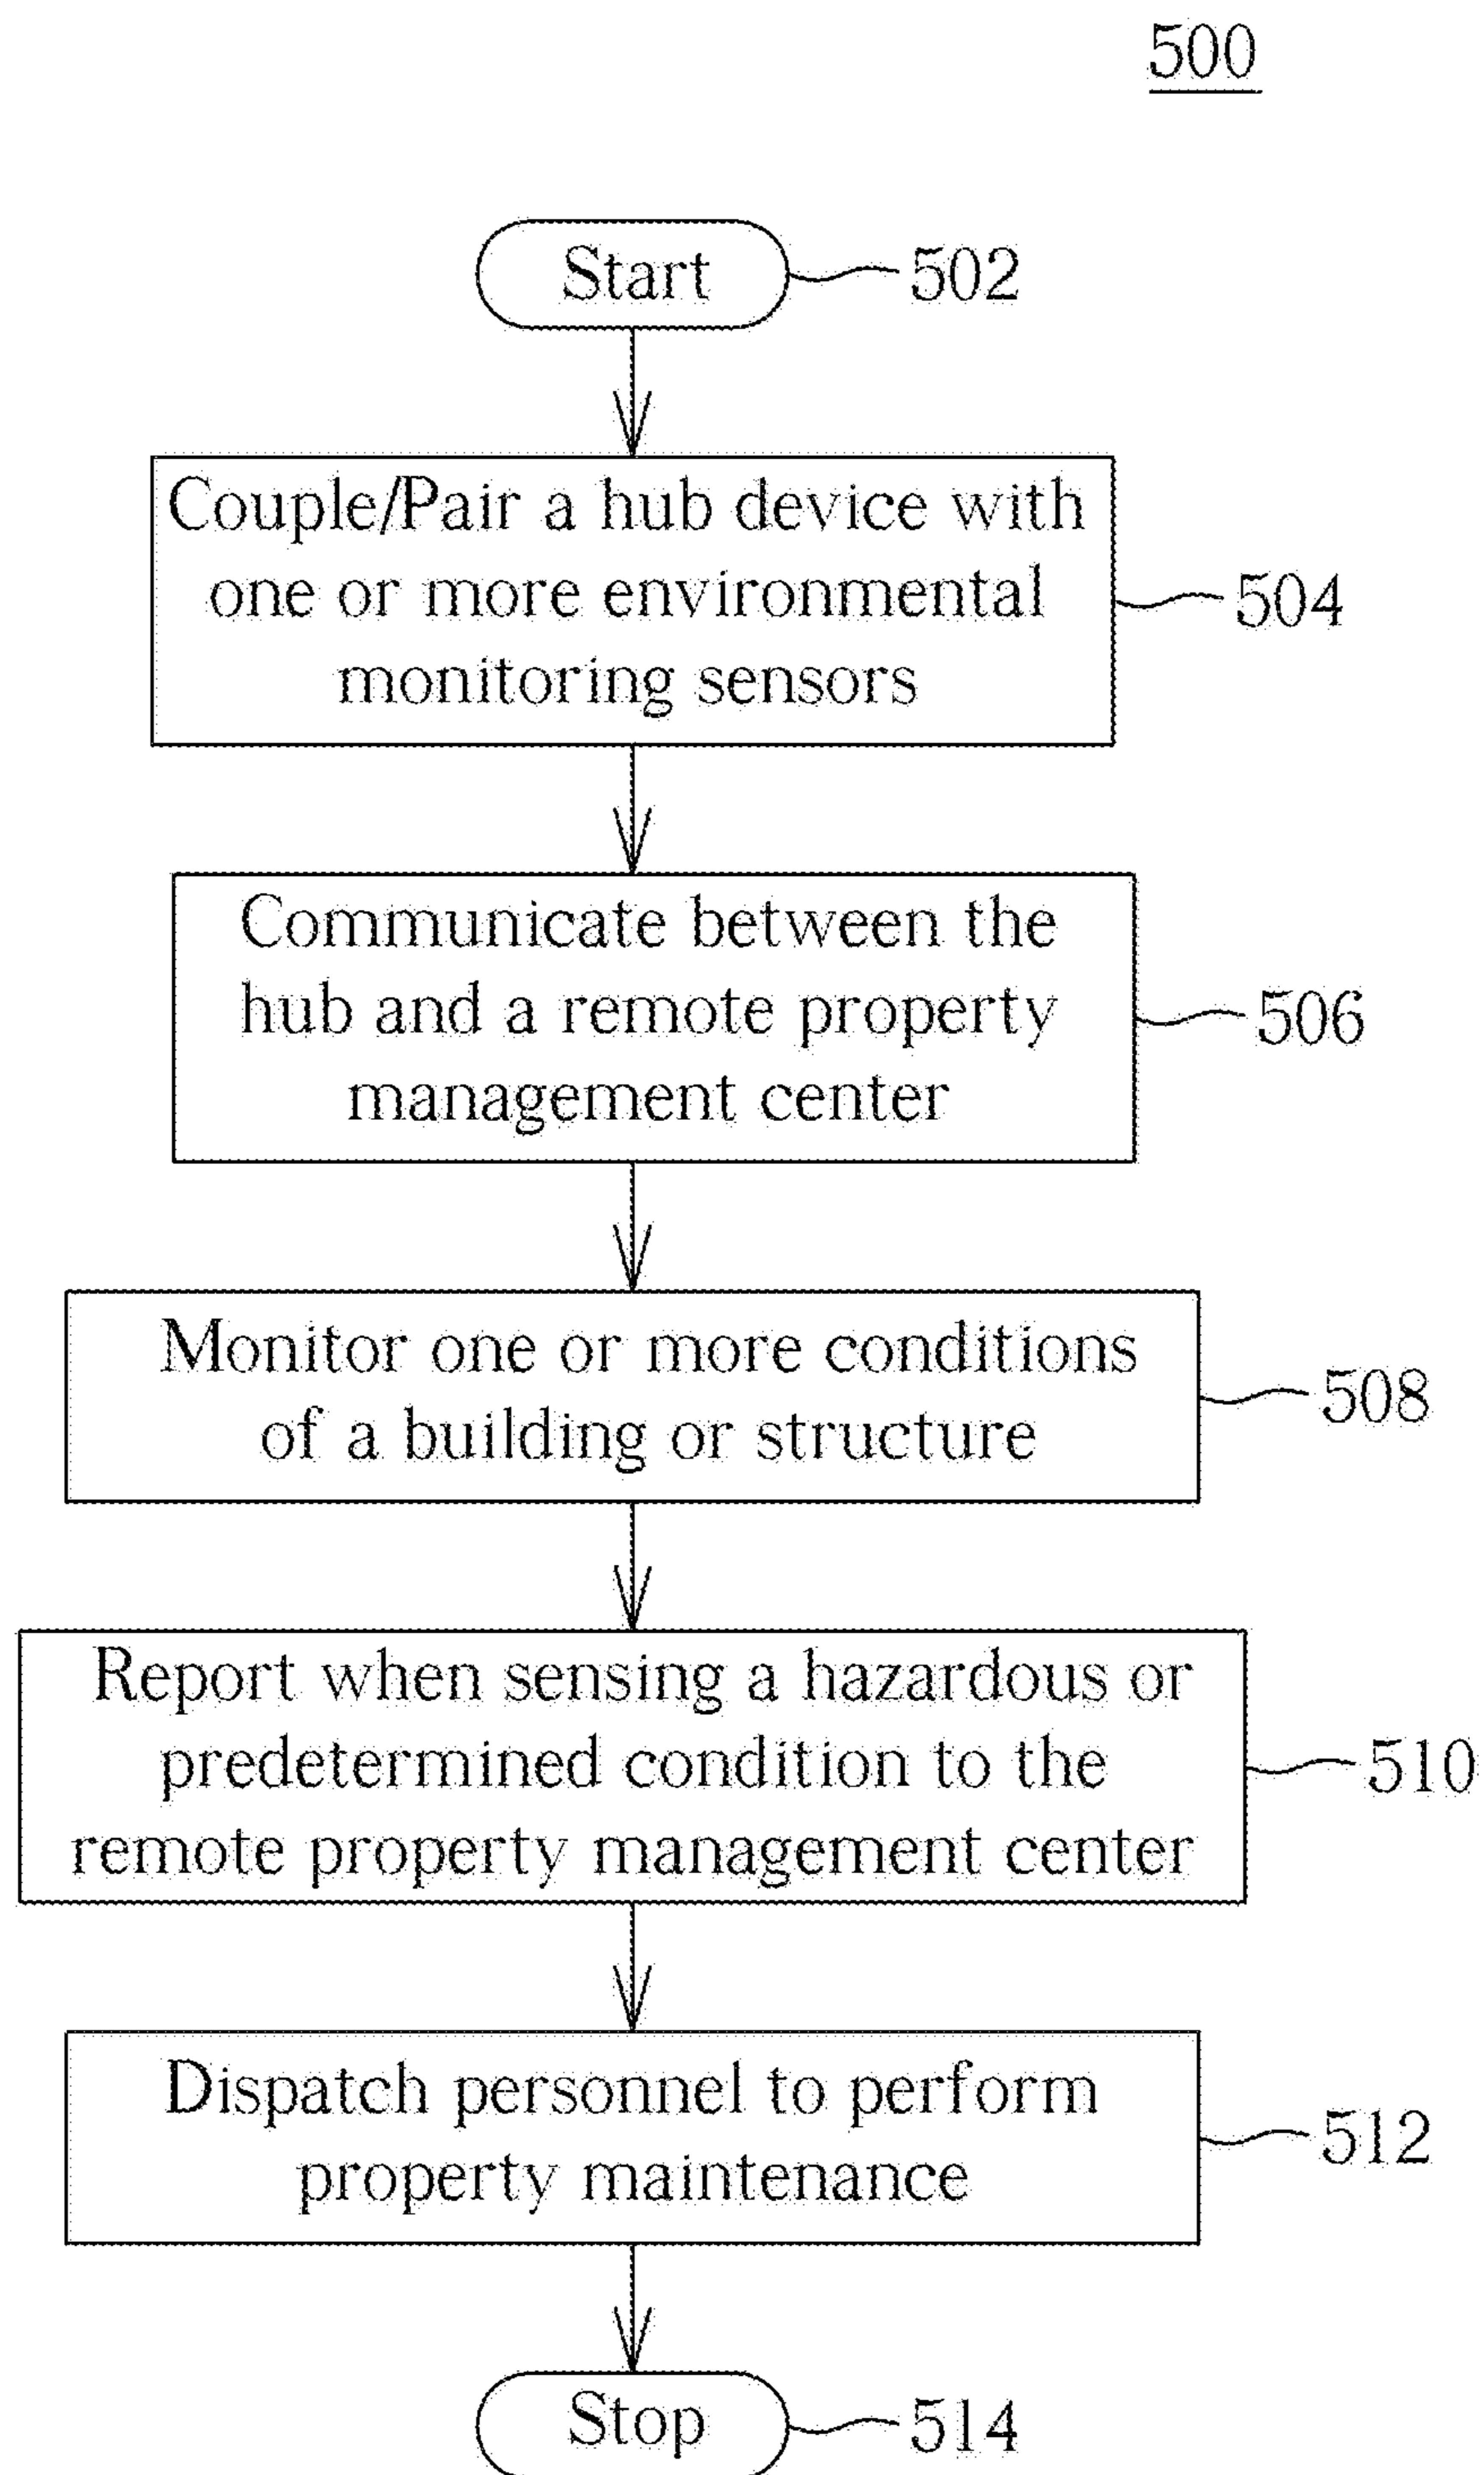 500
Start
502
Couple/Pair a hub device with
one or more environmental
monitoring sensors
504
Communicate between the
hub and a remote property
management center
506
Monitor one or more conditions
of a building or structure
508
Report when sensing a hazardous or
predetermined condition to the
remote property management center
510
Dispatch personnel to perform
property maintenance
512
Stop
514